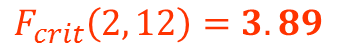 F_crit(2,12) = 3.89